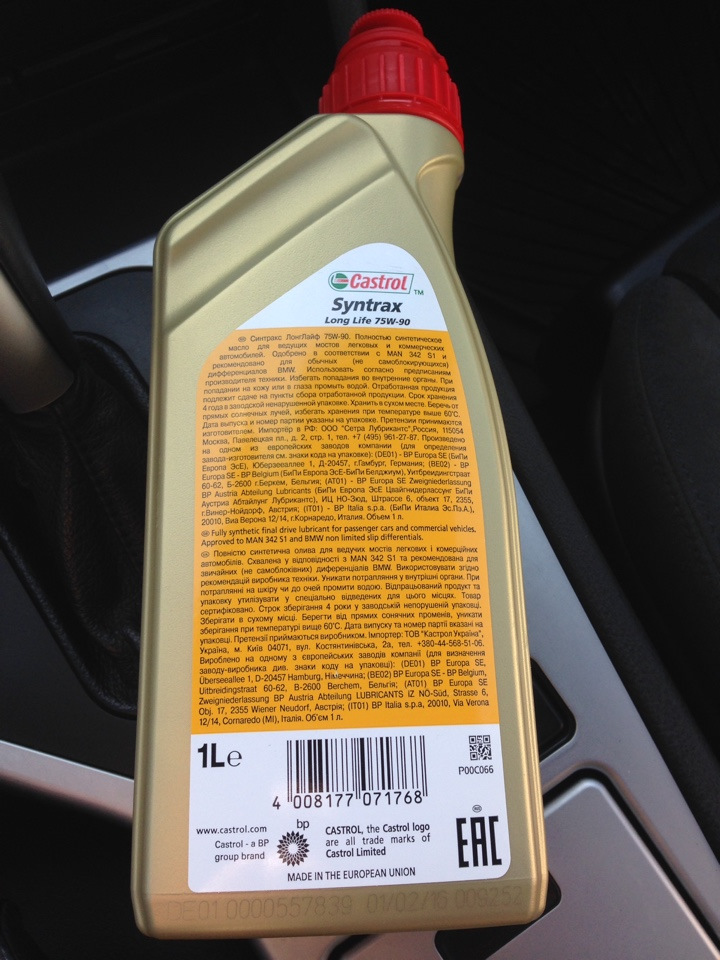 Castrol
TM
Syntrax
Long Life 75W-90
RU Синтракс ЛонгЛайф 75W-90. Полностью синтетическое
масло для ведущих мостов легковых и коммерческих
автомобилей. Одобрено в соответствии с MAN 342 S1 и
рекомендовано для обычных (не самоблокирующихся)
дифференциалов BMW. Использовать согласно предписаниям
производителя техники. Избегать попадания во внутренние органы. При
попадании на кожу или в глаза промыть водой. Отработанная продукция
подлежит сдаче на пункты сбора отработанной продукции. Срок хранения
4 года в заводской ненарушенной упаковке. Хранить в сухом месте. Беречь от
прямых солнечных лучей, избегать хранения при температуре выше 60°С.
Дата выпуска и номер партии указаны на упаковке. Претензии принимаются
изготовителем. Импортёр в РФ: ООО "Сетра Лубрикантс",Россия, 115054
Москва, Павелецкая пл., д. 2, стр. 1, тел. +7 (495) 961-27-87. Произведено
на одном из европейских заводов компании (для определения
завода-изготовителя см. знаки кода на упаковке): (DE01) - BP Europa SE (БиПи
Европа ЭсЕ), Юберзееаллее 1, Д-20457, г.Гамбург, Германия; (BE02) - BP
Europa SE - BP Belgium (БиПи Европа ЭсЕ-БиПи Белджиум), Уитбрейдингстраат
60-62, Б-2600 г.Беркем, Бельгия; (AT01) - BP Europa SE Zweigniederlassung
BP Austria Abteilung Lubricants (БиПи Европа ЭсЕ Цвайгнидерлассунг БиПи
Аустриа Абтайлунг Лубрикантс), ИЦ НО-Зюд, Штрассе 6, объект 17, 2355,
г.Винер-Нойдорф, Австрия; (IT01) - BP Italia s.p.a. (БиПи Италиа Эс.Пэ.А.),
20010, Виа Верона 12/14, г.Корнаредо, Италия. Объем 1 л.
GB Fully synthetic final drive lubricant for passenger cars and commercial vehicles.
Approved to MAN 342 S1 and BMW non limited slip differentials.
UA Повністю синтетична олива для ведучих мостів легкових і комерційних
автомобілів. Схвалена у відповідності з MAN 342 S1 та рекомендована для
звичайних (не самоблоківних) диференціалів BMW. Використовувати згідно
рекомендацій виробника техніки. Уникати потрапляння у внутрішні органи. При
потраплянні на шкіру чи до очей промити водою. Відпрацьований продукт та
упаковку утилізувати у спеціально відведених для цього місцях. Товар
сертифіковано. Строк зберігання 4 роки у заводській непорушеній упаковці.
Зберігати в сухому місці. Берегти від прямих сонячних променів, уникати
зберігання при температурі вище 60°С. Дата випуску та номер партії вказані на
упаковці. Претензії приймаються виробником. Імпортер: ТОВ "Кастрол Україна",
Україна, м. Київ 04071, вул. Костянтинівська, 2а, тел. +380-44-568-51-06.
Вироблено на одному з європейських заводів компанії (для визначення
заводу-виробника див. знаки коду на упаковці): (DE01) BP Europa SE,
Überseeallee 1, D-20457 Hamburg, Німеччина; (BE02) BP Europa SE - BP Belgium,
Uitbreidingstraat 60-62, B-2600 Berchem, Бельгія; (AT01) BP Europa SE
Zweigniederlassung BP Austria Abteilung LUBRICANTS IZ NÖ-Süd, Strasse 6,
Obj. 17, 2355 Wiener Neudorf, Австрія; (IT01) BP Italia s.p.a, 20010, Via Verona
12/14, Cornaredo (MI), Італія. Об'єм 1 л.
1L e
P00C066
4 008177 071768
www.castrol.com
Castrol - a BP
group brand
bp
CASTROL, the Castrol logo
are all trade marks of
Castrol Limited
EAC
MADE IN THE EUROPEAN UNION
DE01 0000557839 01/02/16 009252